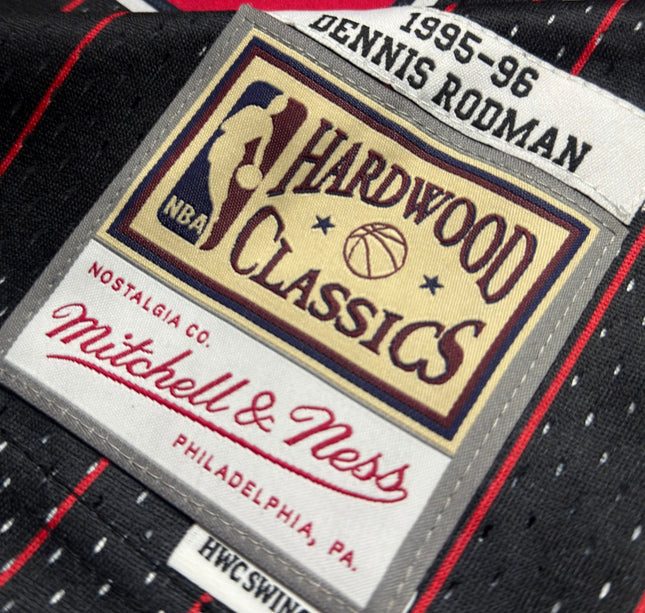 1995-96
DENNIS RODMAN
HARDWOOD
CLASSICS
NBA
NOSTALGIA CO.
Mitchell & Ness
PHILADELPHIA, PA.